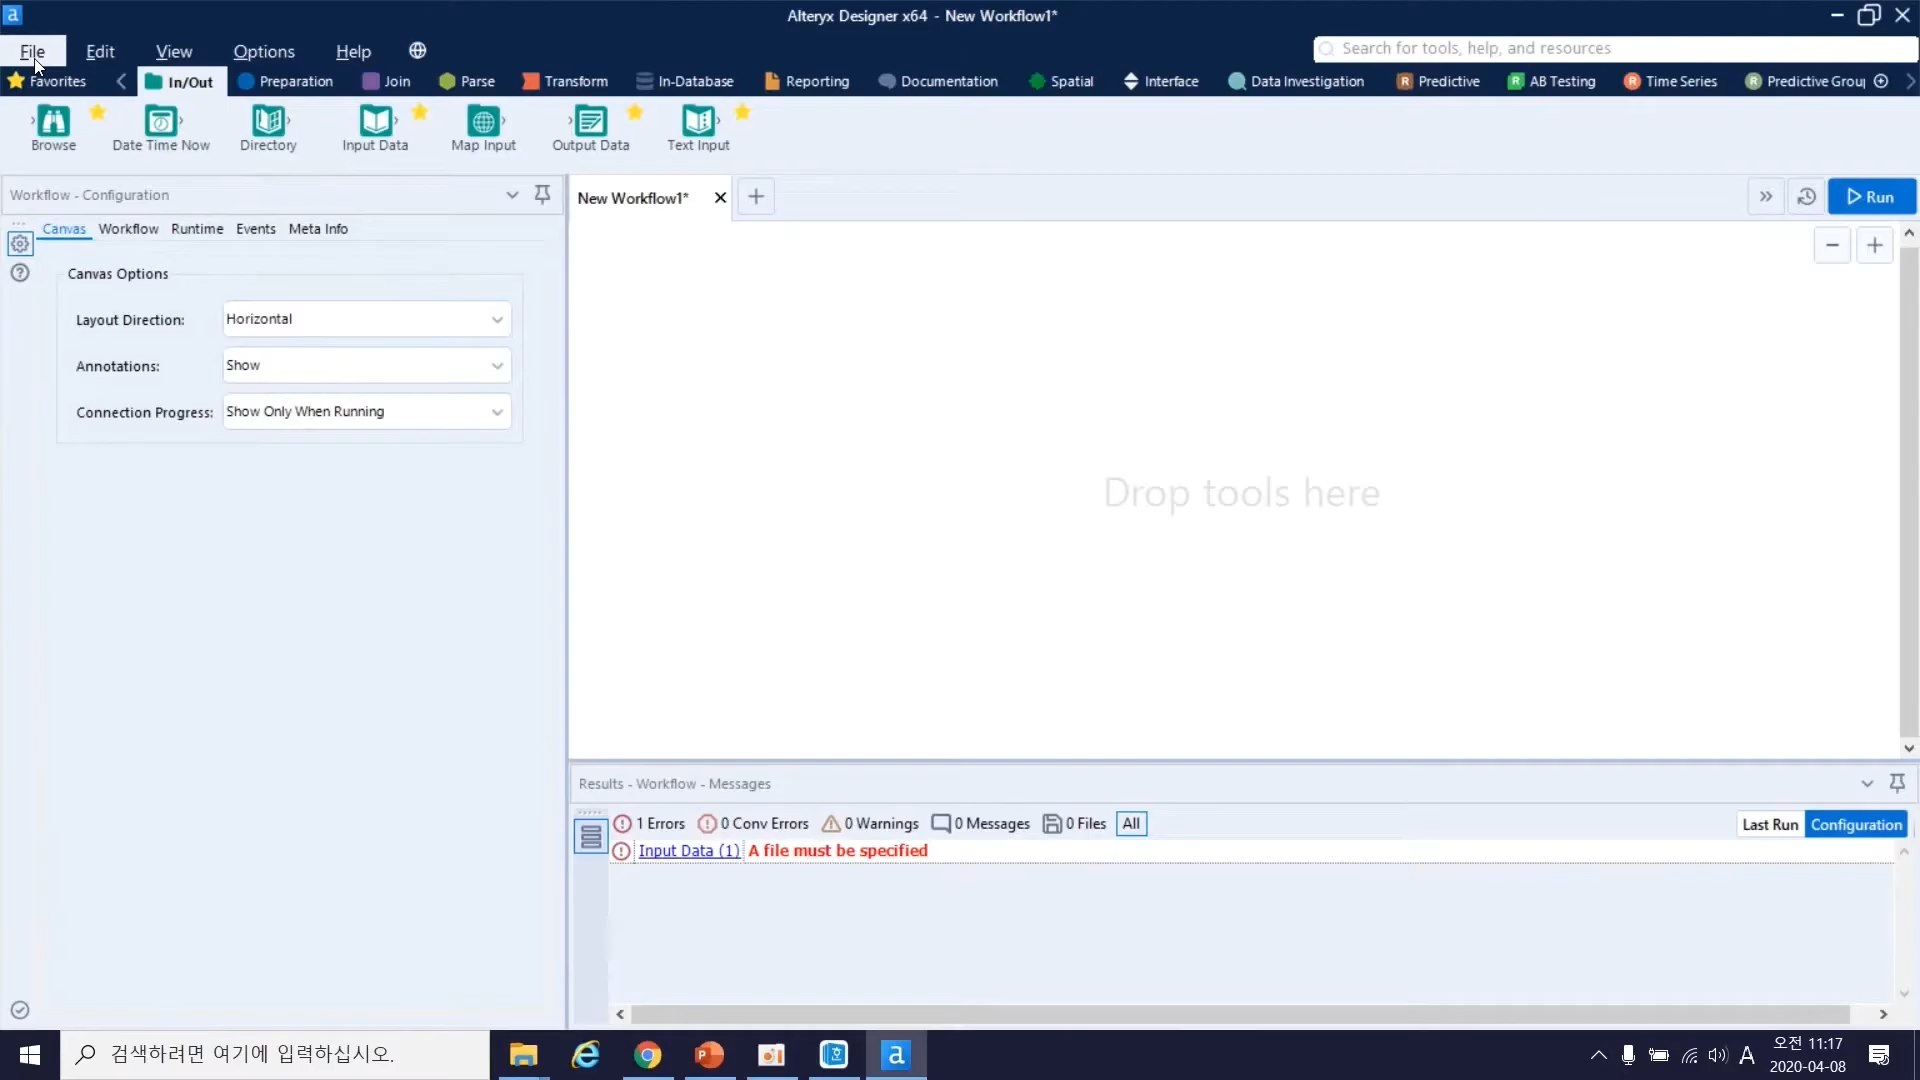 a
Alteryx Designer x64 - New Workflow1*
File Edit View Options Help
Search for tools, help, and resources
Favorites In/Out Preparation Join Parse Transform In-Database Reporting Documentation Spatial Interface Data Investigation Predictive AB Testing Time Series Predictive Grou
Browse Date Time Now Directory Input Data Map Input Output Data Text Input
Workflow - Configuration
New Workflow1*
Run
Canvas Workflow Runtime Events Meta Info
Canvas Options
Layout Direction: Horizontal
Annotations: Show
Connection Progress: Show Only When Running
Drop tools here
Results - Workflow - Messages
1 Errors 0 Conv Errors 0 Warnings 0 Messages 0 Files All
Last Run Configuration
Input Data (1) A file must be specified
검색하려면 여기에 입력하십시오.
A
오전 11:17
2020-04-08